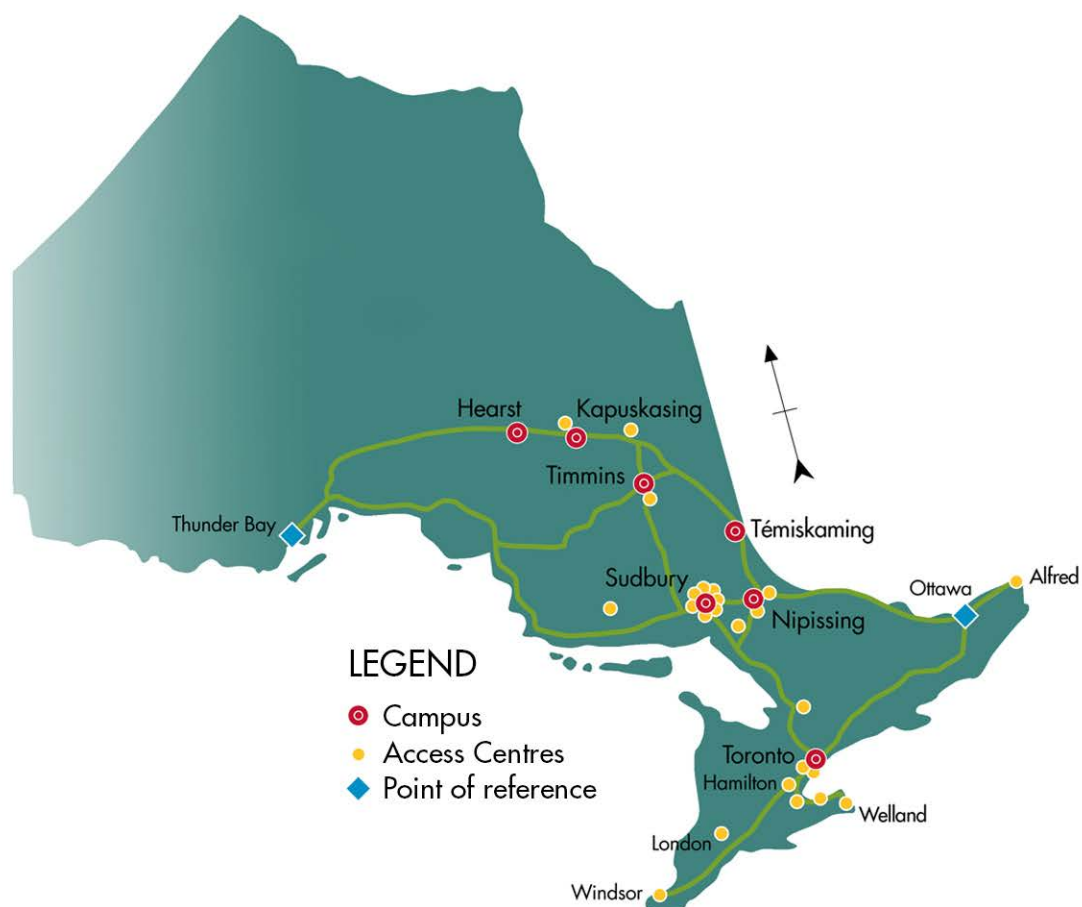 Hearst
Kapuskasing
Timmins
Thunder Bay
Témiskaming
Sudbury
Ottawa
Alfred
Nipissing
LEGEND
Campus
Access Centres
Point of reference
Toronto
Hamilton
Welland
London
Windsor